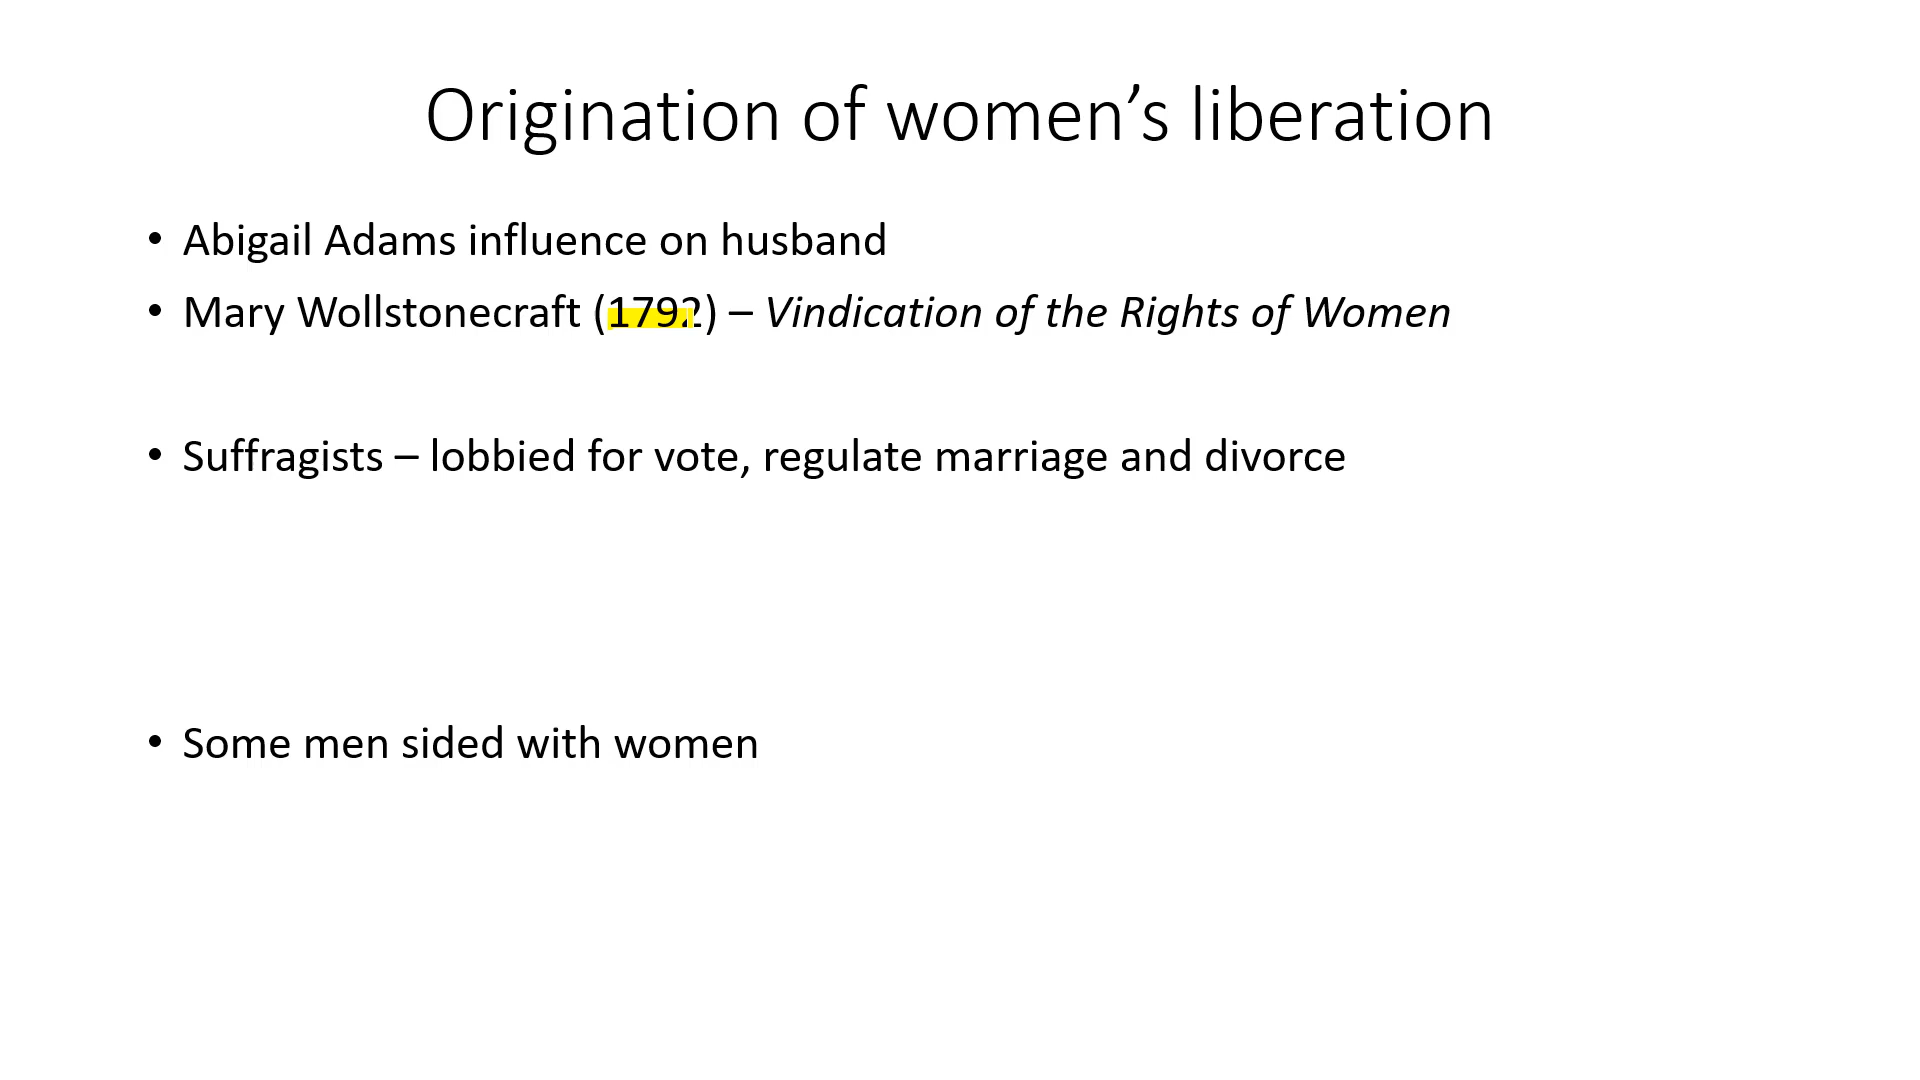 Origination of women’s liberation
• Abigail Adams influence on husband
• Mary Wollstonecraft (1792) – Vindication of the Rights of Women
• Suffragists – lobbied for vote, regulate marriage and divorce
• Some men sided with women